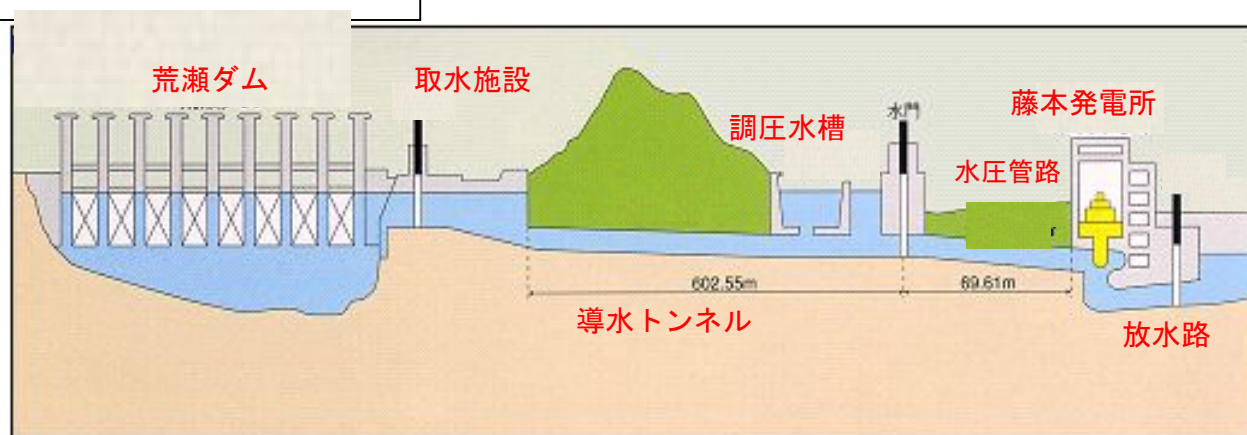 荒瀬ダム
取水施設
調圧水槽
水門
藤本発電所
水圧管路
602.55m
69.61m
導水トンネル
放水路